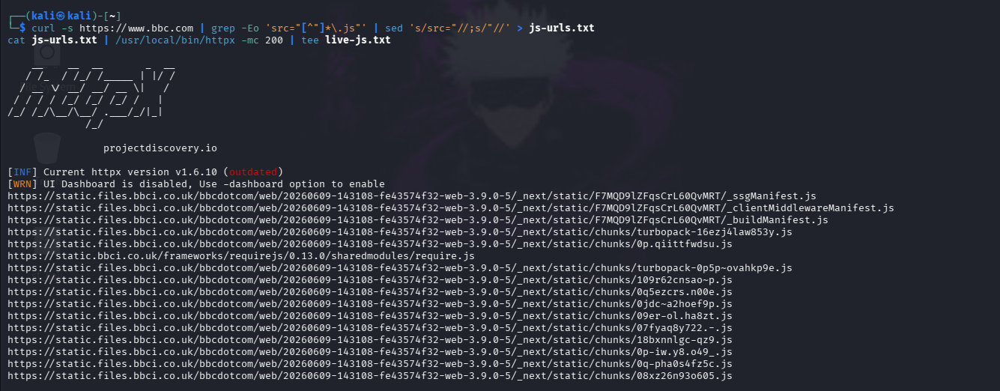 ┌──(kali㉿kali)-[~]
└─$ curl -s https://www.bbc.com | grep -Eo 'src="[^"]*\.js"' | sed 's/src="//;s/"//' > js-urls.txt
cat js-urls.txt | /usr/local/bin/httpx -mc 200 | tee live-js.txt
    __    __  __       _  __
   / /_  / /_/ /_____ | |/ /
  / __ \/ __/ __/ __ \|   /
 / / / / /_/ /_/ /_/ /   |
/_/ /_/\__/\__/ .___/_/|_|
             /_/
projectdiscovery.io
[INF] Current httpx version v1.6.10 (outdated)
[WRN] UI Dashboard is disabled, Use -dashboard option to enable
https://static.files.bbci.co.uk/bbcdotcom/web/20260609-143108-fe43574f32-web-3.9.0-5/_next/static/F7MQD9lZFqsCrL60QvMRT/_ssgManifest.js
https://static.files.bbci.co.uk/bbcdotcom/web/20260609-143108-fe43574f32-web-3.9.0-5/_next/static/F7MQD9lZFqsCrL60QvMRT/_clientMiddlewareManifest.js
https://static.files.bbci.co.uk/bbcdotcom/web/20260609-143108-fe43574f32-web-3.9.0-5/_next/static/F7MQD9lZFqsCrL60QvMRT/_buildManifest.js
https://static.files.bbci.co.uk/bbcdotcom/web/20260609-143108-fe43574f32-web-3.9.0-5/_next/static/chunks/turbopack-16ezj4law853y.js
https://static.files.bbci.co.uk/bbcdotcom/web/20260609-143108-fe43574f32-web-3.9.0-5/_next/static/chunks/0p.qiittfwdsu.js
https://static.bbci.co.uk/frameworks/requirejs/0.13.0/sharedmodules/require.js
https://static.files.bbci.co.uk/bbcdotcom/web/20260609-143108-fe43574f32-web-3.9.0-5/_next/static/chunks/turbopack-0p5p~ovahkp9e.js
https://static.files.bbci.co.uk/bbcdotcom/web/20260609-143108-fe43574f32-web-3.9.0-5/_next/static/chunks/109r62cnsao~p.js
https://static.files.bbci.co.uk/bbcdotcom/web/20260609-143108-fe43574f32-web-3.9.0-5/_next/static/chunks/0q5ezcrs.n00e.js
https://static.files.bbci.co.uk/bbcdotcom/web/20260609-143108-fe43574f32-web-3.9.0-5/_next/static/chunks/0jdc~a2hoef9p.js
https://static.files.bbci.co.uk/bbcdotcom/web/20260609-143108-fe43574f32-web-3.9.0-5/_next/static/chunks/09er-ol.ha8zt.js
https://static.files.bbci.co.uk/bbcdotcom/web/20260609-143108-fe43574f32-web-3.9.0-5/_next/static/chunks/07fyaq8y722.-.js
https://static.files.bbci.co.uk/bbcdotcom/web/20260609-143108-fe43574f32-web-3.9.0-5/_next/static/chunks/18bxnnlgc-qz9.js
https://static.files.bbci.co.uk/bbcdotcom/web/20260609-143108-fe43574f32-web-3.9.0-5/_next/static/chunks/0p-iw.y8.o49_.js
https://static.files.bbci.co.uk/bbcdotcom/web/20260609-143108-fe43574f32-web-3.9.0-5/_next/static/chunks/0q-pha0s4fz5c.js
https://static.files.bbci.co.uk/bbcdotcom/web/20260609-143108-fe43574f32-web-3.9.0-5/_next/static/chunks/08xz26n93o605.js